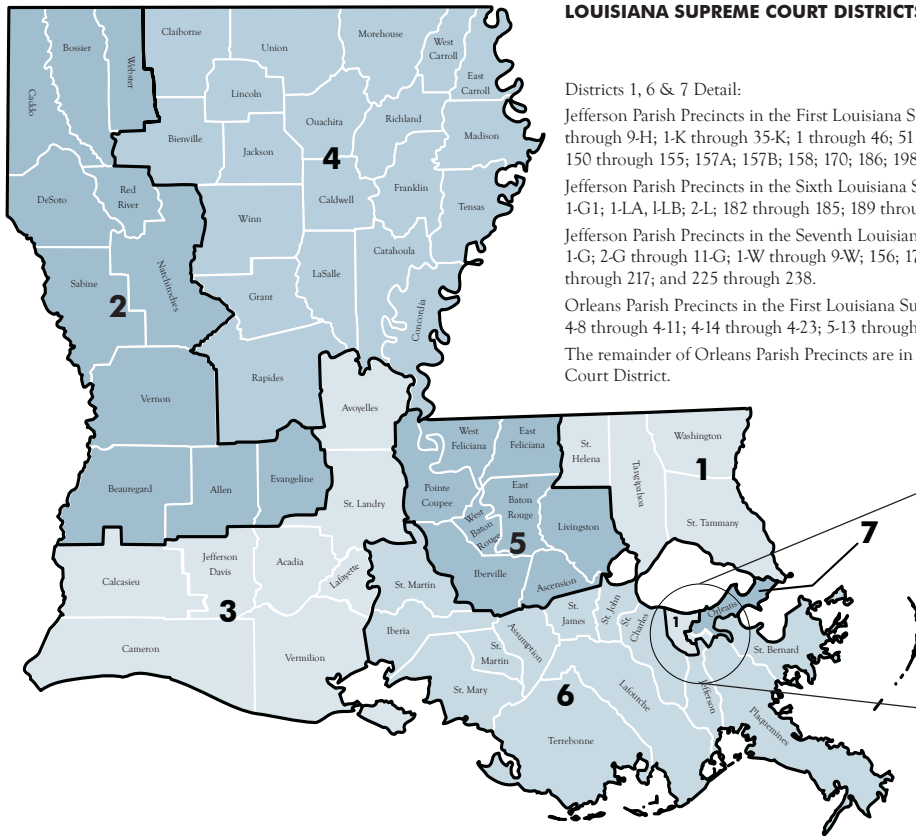 LOUISIANA SUPREME COURT DISTRICTS
Districts 1, 6 & 7 Detail:
Jefferson Parish Precincts in the First Louisiana S
through 9-H; 1-K through 35-K; 1 through 46; 51
150 through 155; 157A; 157B; 158; 170; 186; 198
Jefferson Parish Precincts in the Sixth Louisiana S
1-G1; 1-LA, l-LB; 2-L; 182 through 185; 189 throu
Jefferson Parish Precincts in the Seventh Louisian
1-G; 2-G through 11-G; 1-W through 9-W; 156; 17
through 217; and 225 through 238.
Orleans Parish Precincts in the First Louisiana Su
4-8 through 4-11; 4-14 through 4-23; 5-13 through
The remainder of Orleans Parish Precincts are in
Court District.
Caddo
Bossier
Webster
Claiborne
Union
Morehouse
West
Carroll
East
Carroll
Lincoln
Ouachita
Richland
Madison
Bienville
Jackson
4
DeSoto
Red
River
Winn
Caldwell
Franklin
Tensas
Sabine
2
Natchitoches
Grant
LaSalle
Catahoula
Concordia
Vernon
Rapides
Avoyelles
Beauregard
Allen
Evangeline
St. Landry
Pointe
Coupee
West
Feliciana
East
Feliciana
St.
Helena
Tangipahoa
Washington
1
St. Tammany
West
Baton
Rouge
East
Baton
Rouge
5
Livingston
7
Calcasieu
Jefferson
Davis
Acadia
Lafayette
3
Cameron
Vermilion
St. Martin
Iberville
Ascension
Iberia
St.
Martin
Assumption
St.
James
St. John
St.
Charles
1
Orleans
St. Bernard
St. Mary
6
Terrebonne
Lafourche
Jefferson
Plaquemines